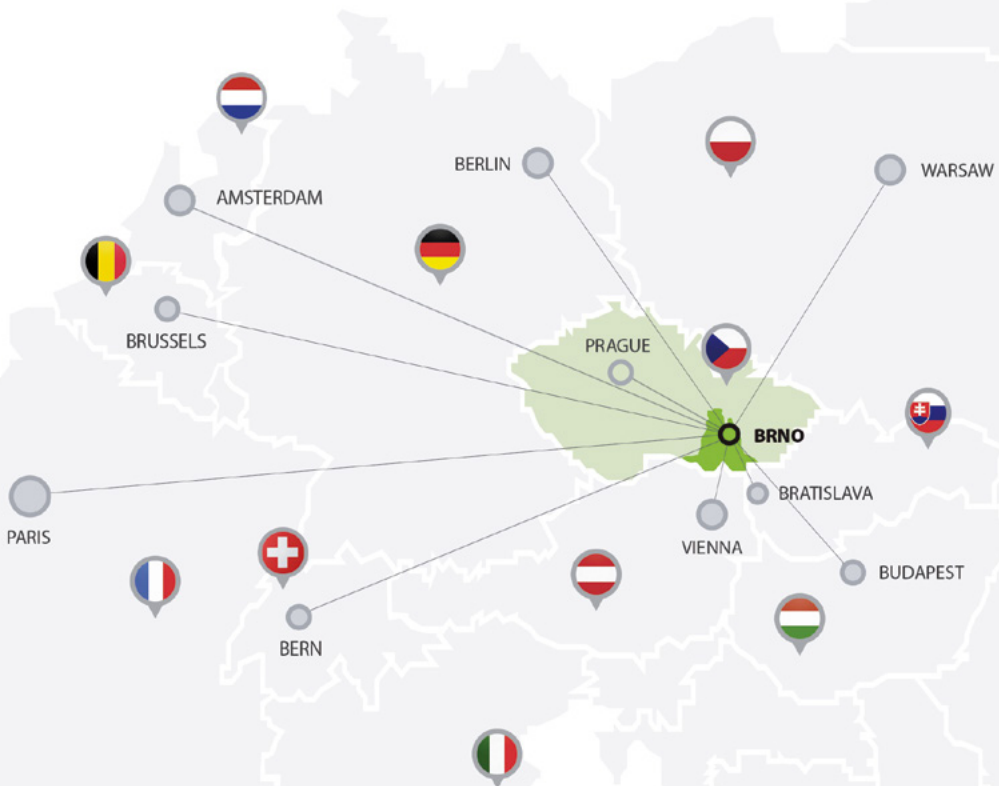 BERLIN
WARSAW
AMSTERDAM
BRUSSELS
PRAGUE
BRNO
BRATISLAVA
PARIS
VIENNA
BUDAPEST
BERN